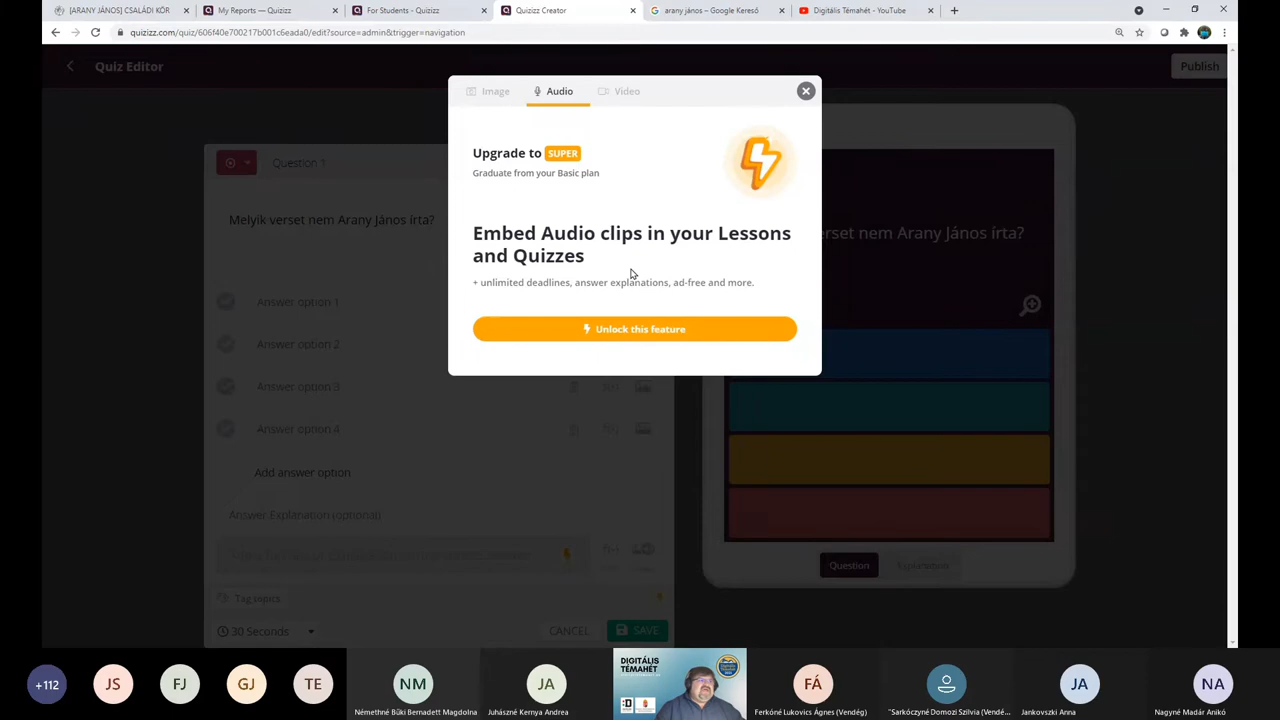 [ARANY JÁNOS] CSALÁDI KÖR
My Reports — Quizizz
For Students - Quizizz
Quizizz Creator
arany jános – Google Kereső
Digitális Témahét - YouTube
quizizz.com/quiz/606f40e700217b001c6eada0/edit?source=admin&trigger=navigation
Quiz Editor
Publish
Image
Audio
Video
Question 1
Upgrade to SUPER
Graduate from your Basic plan
Melyik verset nem Arany János írta?
Embed Audio clips in your Lessons
and Quizzes
verset nem Arany János írta?
+ unlimited deadlines, answer explanations, ad-free and more.
Answer option 1
Unlock this feature
Answer option 2
Answer option 3
Answer option 4
Add answer option
Answer Explanation (optional)
Question
Explanation
Tag topics
30 Seconds
CANCEL
SAVE
+112
JS
FJ
GJ
TE
NM
JA
DIGITÁLIS
TÉMAHÉT
FÁ
JA
NA
Némethné Bűki Bernadett Magdolna
Juhászné Kernya Andrea
Ferkóné Lukovics Ágnes (Vendég)
"Sarkóczyné Domozi Szilvia (Vendé...
Jankovszki Anna
Nagyné Madár Anikó